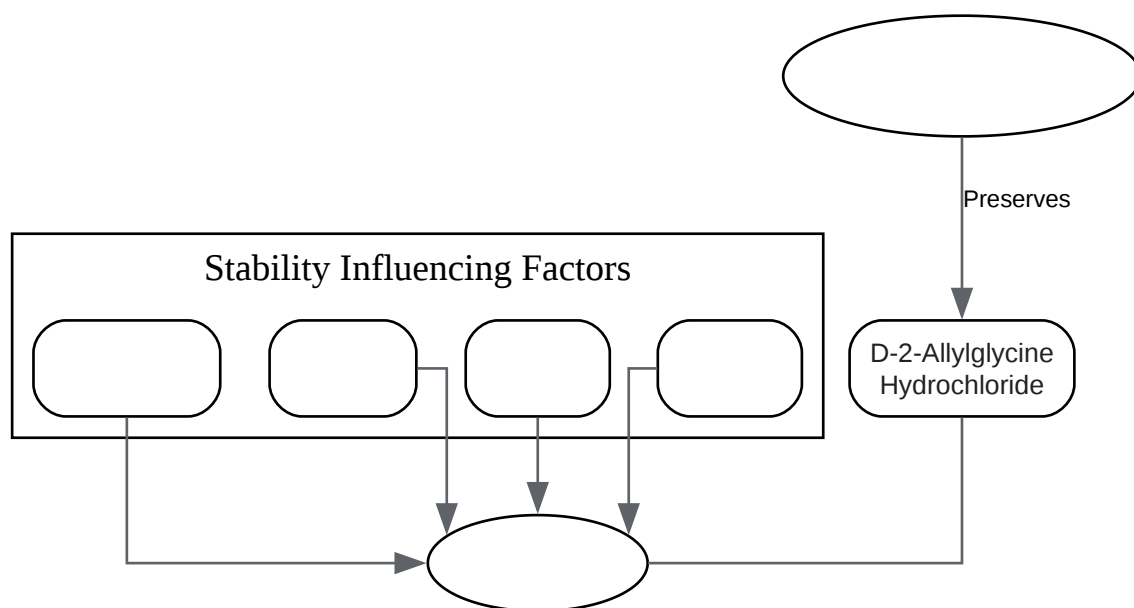 Preserves
Stability Influencing Factors
D-2-Allylglycine
Hydrochloride